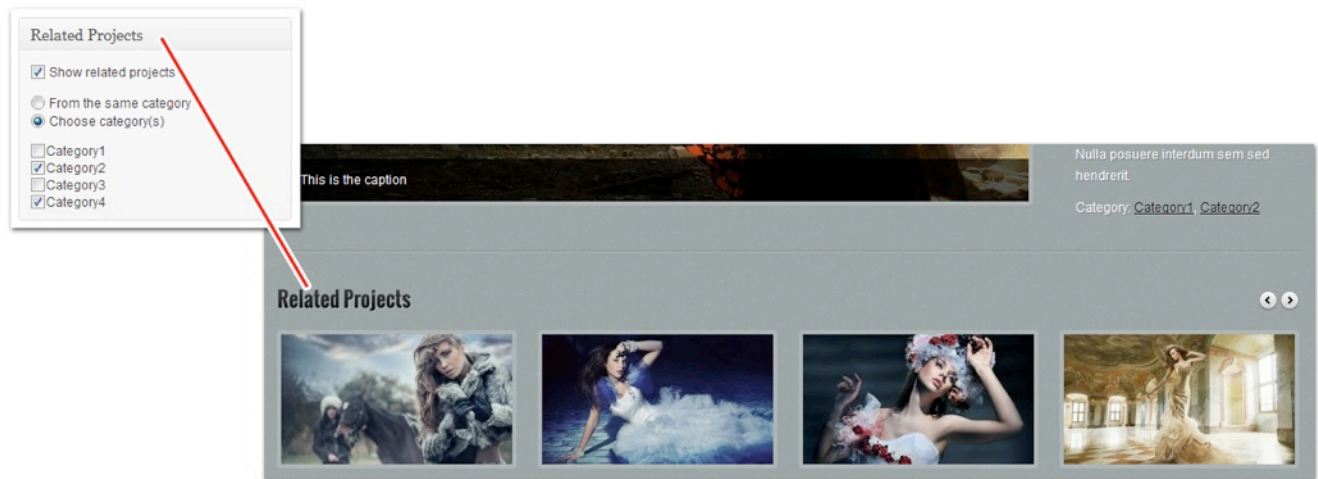 Related Projects
Show related projects
From the same category
Choose category(s)
Category1
Category2
Category3
Category4
This is the caption
Nulla posuere interdum sem sed
hendrerit.
Category: Category1, Category2
Related Projects